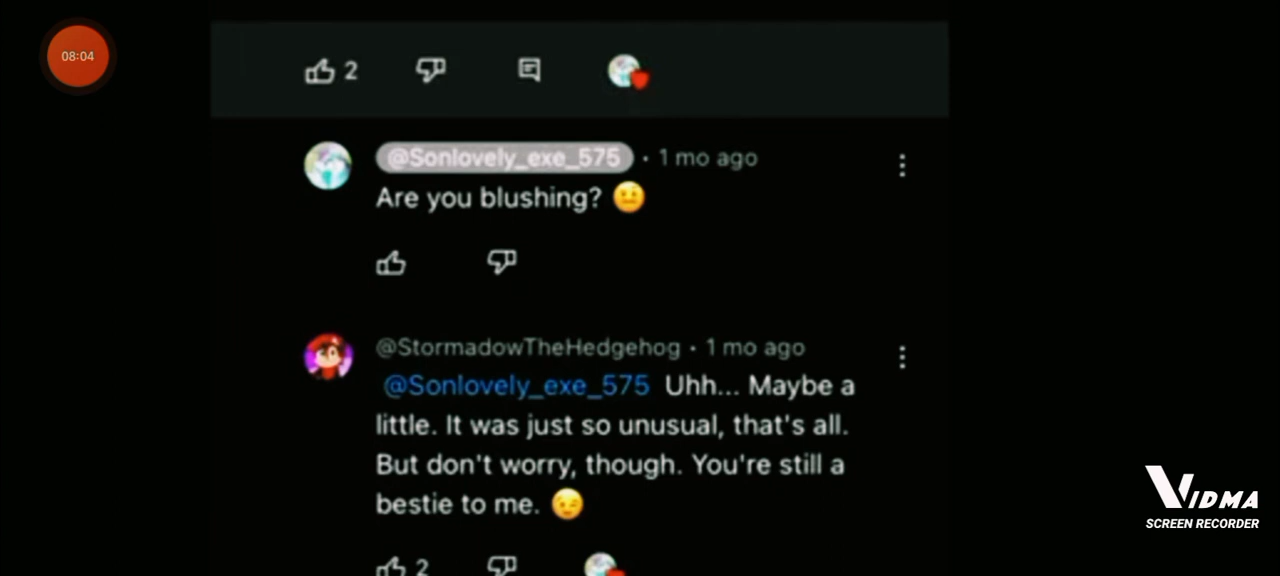 08:04
2
@Sonlovely_exe_575 · 1 mo ago
Are you blushing? 🤨
@StormadowTheHedgehog · 1 mo ago
@Sonlovely_exe_575 Uhh... Maybe a
little. It was just so unusual, that's all.
But don't worry, though. You're still a
bestie to me. 😉
2
VIDMA
SCREEN RECORDER